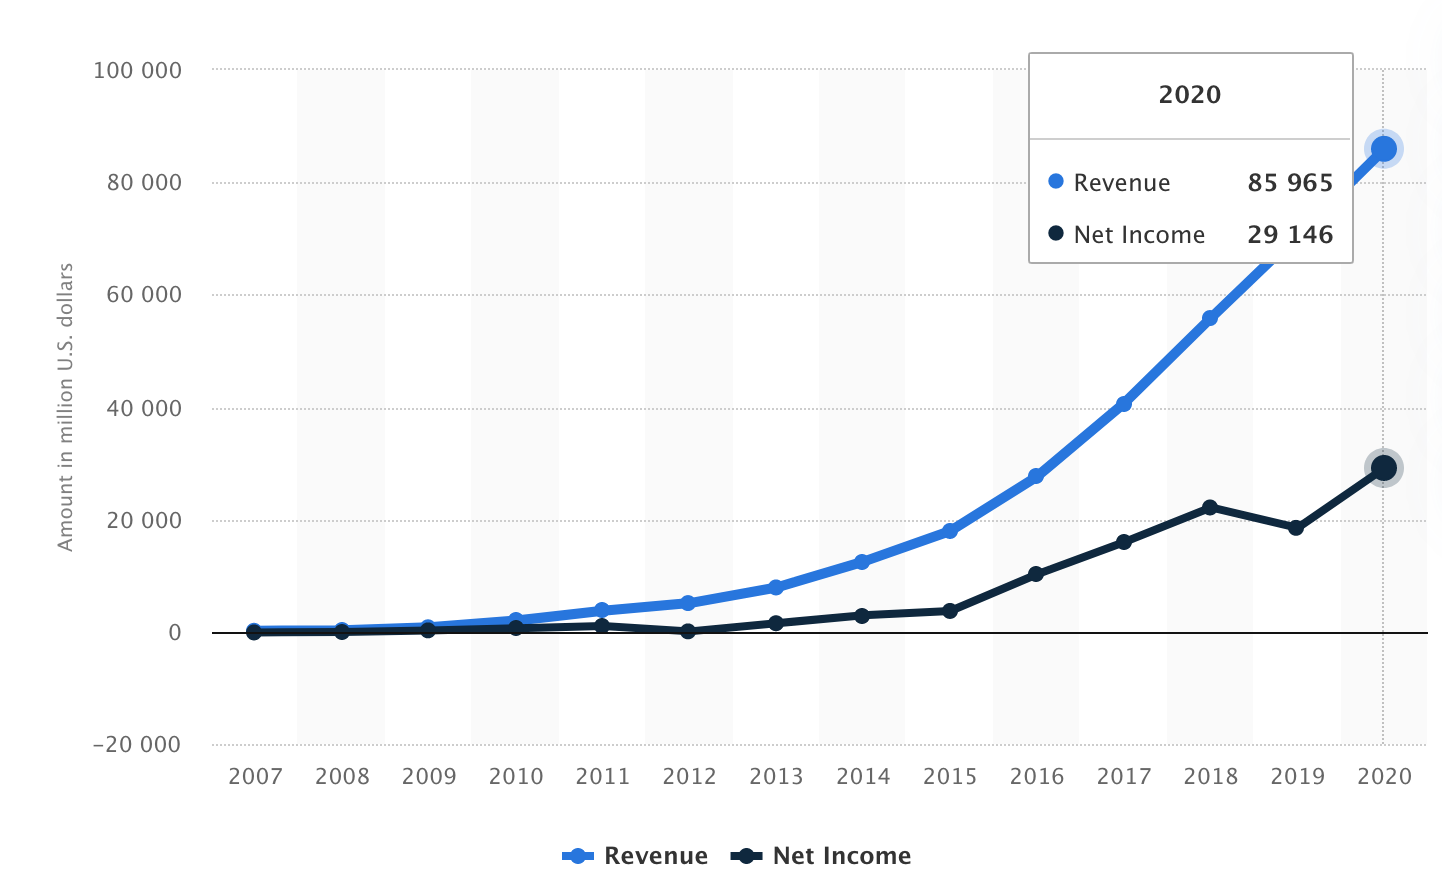 100 000
80 000
60 000
40 000
20 000
0
–20 000
Amount in million U.S. dollars
2020
Revenue 85 965
Net Income 29 146
2007 2008 2009 2010 2011 2012 2013 2014 2015 2016 2017 2018 2019 2020
Revenue Net Income